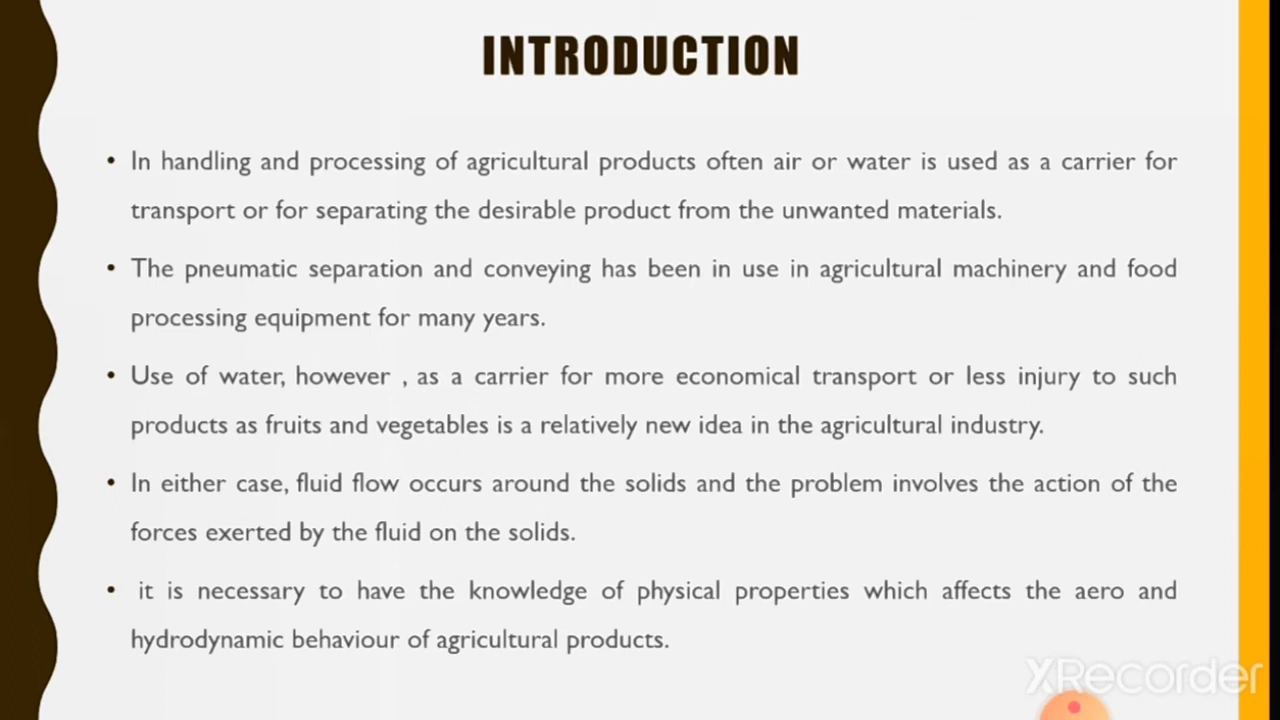 INTRODUCTION
• In handling and processing of agricultural products often air or water is used as a carrier for
transport or for separating the desirable product from the unwanted materials.
• The pneumatic separation and conveying has been in use in agricultural machinery and food
processing equipment for many years.
• Use of water, however , as a carrier for more economical transport or less injury to such
products as fruits and vegetables is a relatively new idea in the agricultural industry.
• In either case, fluid flow occurs around the solids and the problem involves the action of the
forces exerted by the fluid on the solids.
• it is necessary to have the knowledge of physical properties which affects the aero and
hydrodynamic behaviour of agricultural products.
XRecorder